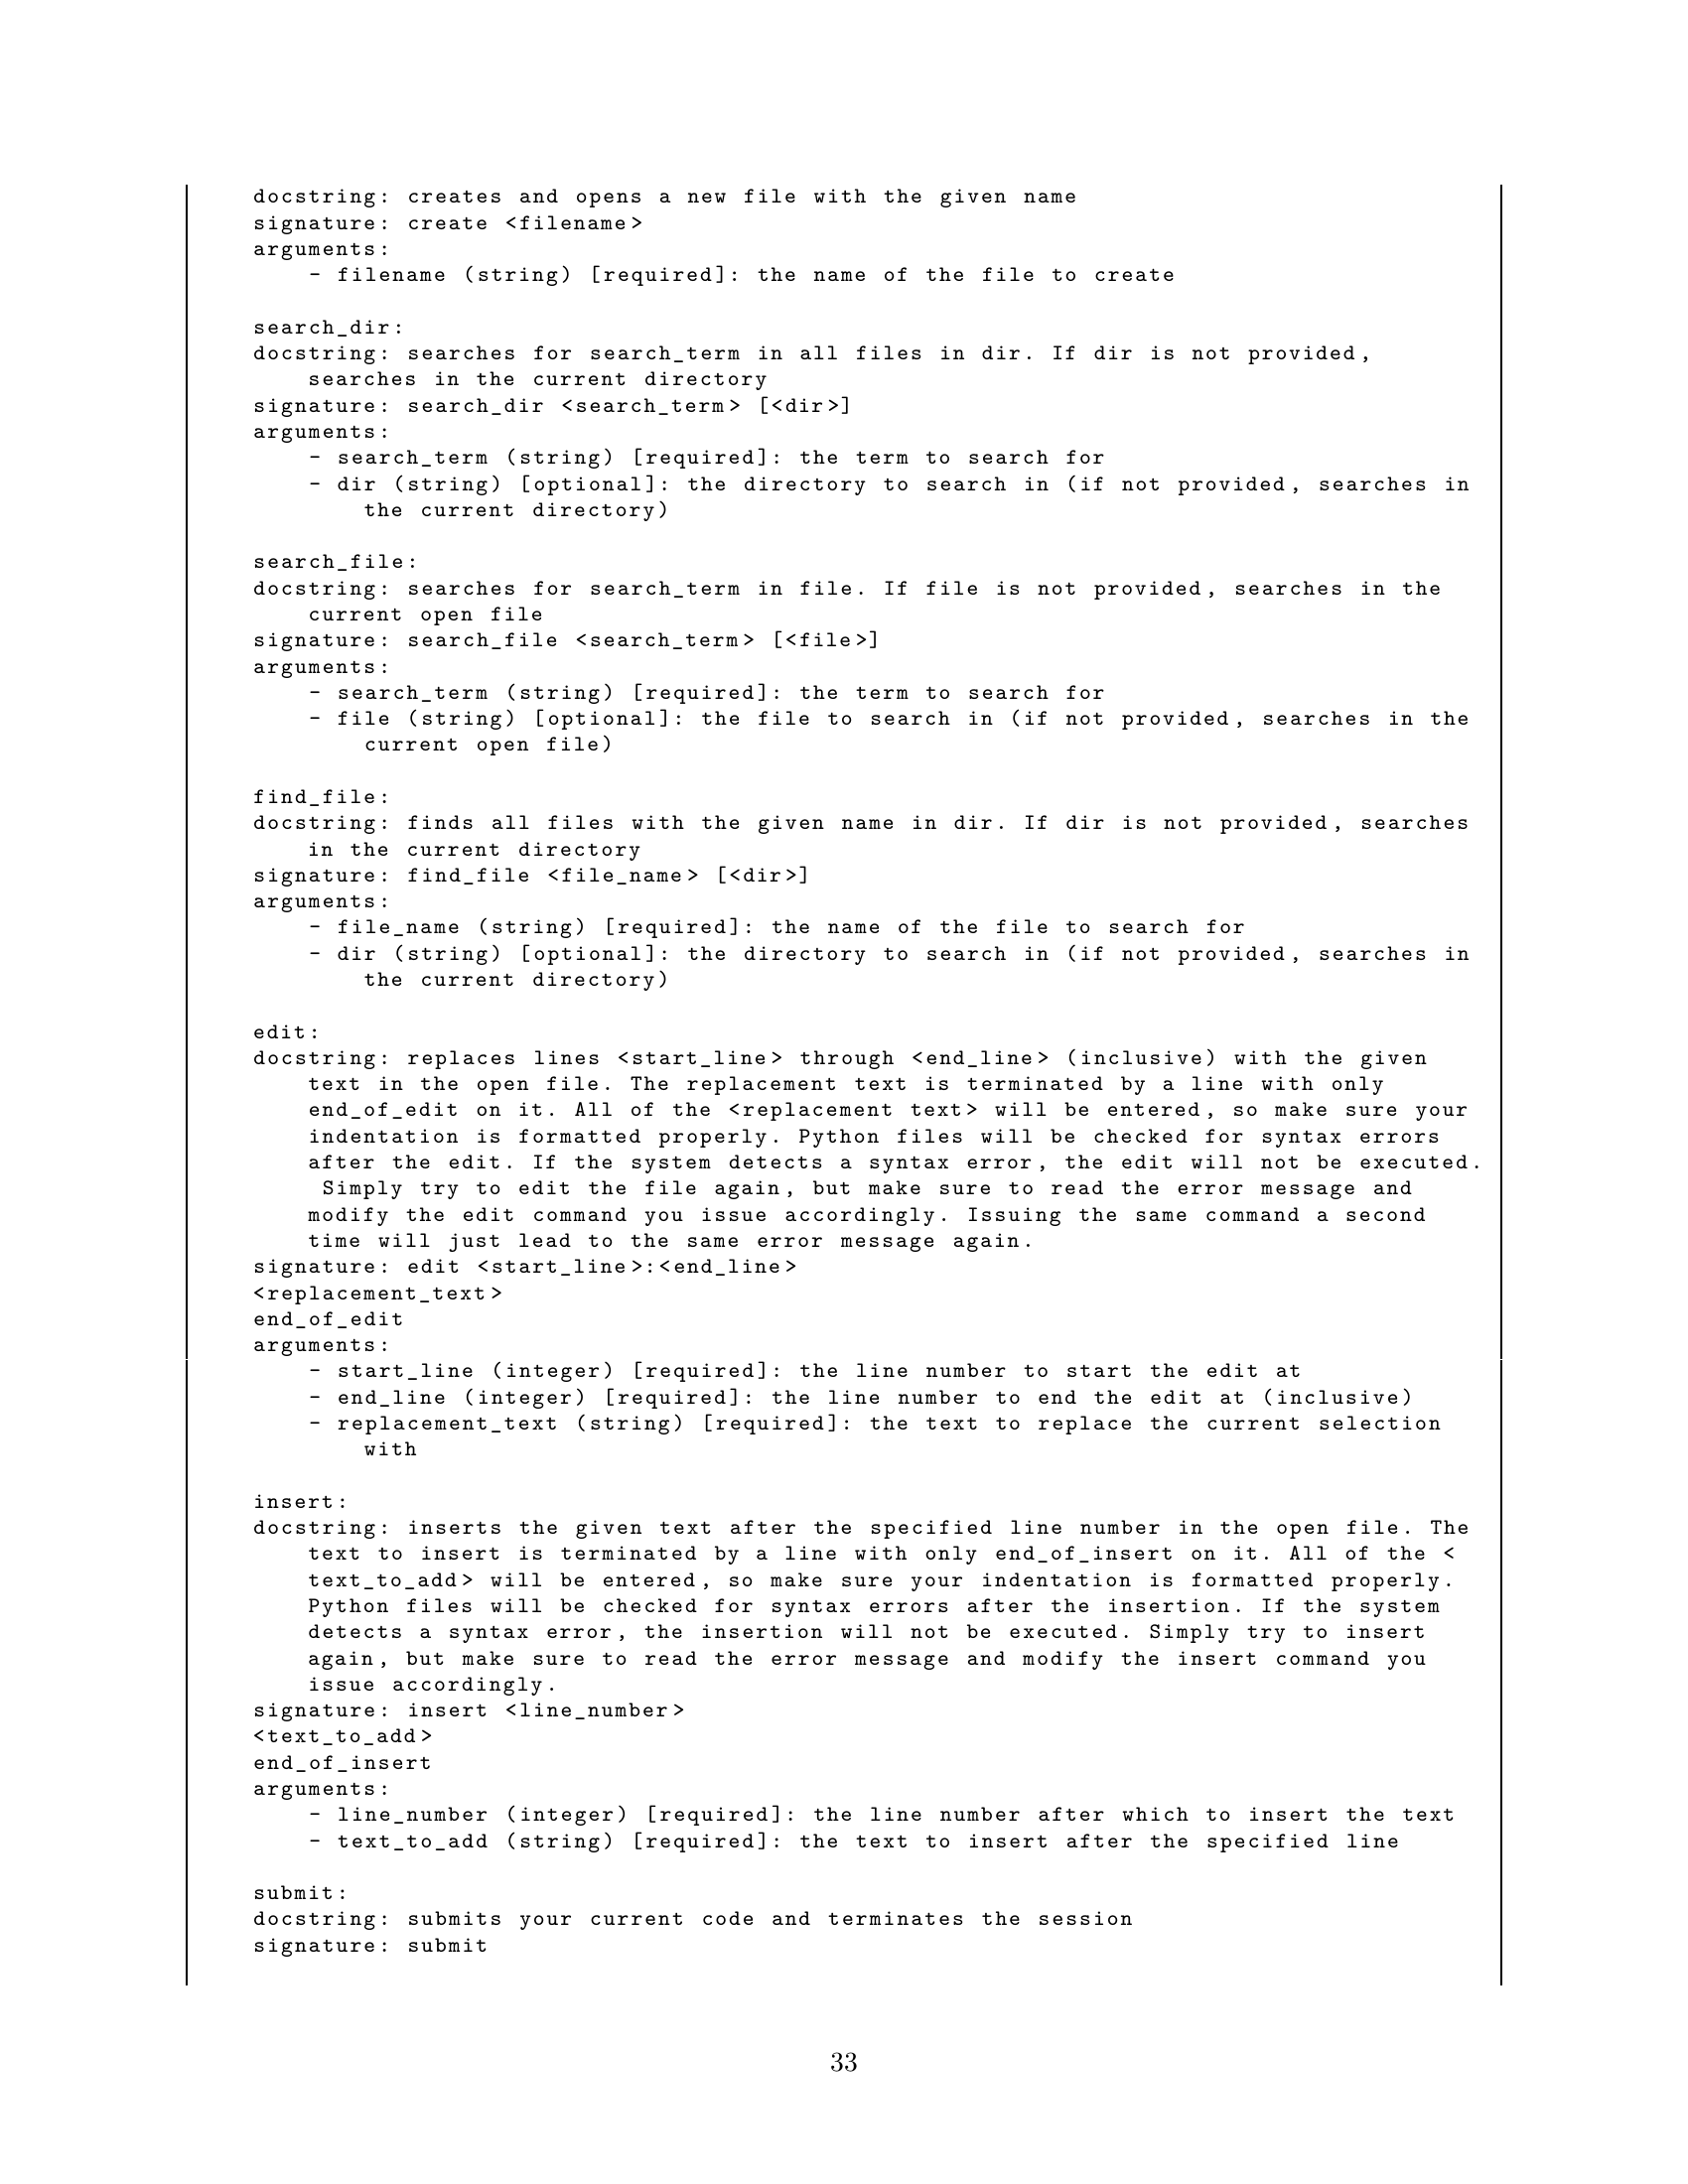 docstring: creates and opens a new file with the given name
signature: create <filename>
arguments:
    - filename (string) [required]: the name of the file to create

search_dir:
docstring: searches for search_term in all files in dir. If dir is not provided,
    searches in the current directory
signature: search_dir <search_term> [<dir>]
arguments:
    - search_term (string) [required]: the term to search for
    - dir (string) [optional]: the directory to search in (if not provided, searches in
        the current directory)

search_file:
docstring: searches for search_term in file. If file is not provided, searches in the
    current open file
signature: search_file <search_term> [<file>]
arguments:
    - search_term (string) [required]: the term to search for
    - file (string) [optional]: the file to search in (if not provided, searches in the
        current open file)

find_file:
docstring: finds all files with the given name in dir. If dir is not provided, searches
    in the current directory
signature: find_file <file_name> [<dir>]
arguments:
    - file_name (string) [required]: the name of the file to search for
    - dir (string) [optional]: the directory to search in (if not provided, searches in
        the current directory)

edit:
docstring: replaces lines <start_line> through <end_line> (inclusive) with the given
    text in the open file. The replacement text is terminated by a line with only
    end_of_edit on it. All of the <replacement text> will be entered, so make sure your
    indentation is formatted properly. Python files will be checked for syntax errors
    after the edit. If the system detects a syntax error, the edit will not be executed.
     Simply try to edit the file again, but make sure to read the error message and
    modify the edit command you issue accordingly. Issuing the same command a second
    time will just lead to the same error message again.
signature: edit <start_line>:<end_line>
<replacement_text>
end_of_edit
arguments:
    - start_line (integer) [required]: the line number to start the edit at
    - end_line (integer) [required]: the line number to end the edit at (inclusive)
    - replacement_text (string) [required]: the text to replace the current selection
        with

insert:
docstring: inserts the given text after the specified line number in the open file. The
    text to insert is terminated by a line with only end_of_insert on it. All of the <
    text_to_add> will be entered, so make sure your indentation is formatted properly.
    Python files will be checked for syntax errors after the insertion. If the system
    detects a syntax error, the insertion will not be executed. Simply try to insert
    again, but make sure to read the error message and modify the insert command you
    issue accordingly.
signature: insert <line_number>
<text_to_add>
end_of_insert
arguments:
    - line_number (integer) [required]: the line number after which to insert the text
    - text_to_add (string) [required]: the text to insert after the specified line

submit:
docstring: submits your current code and terminates the session
signature: submit

33